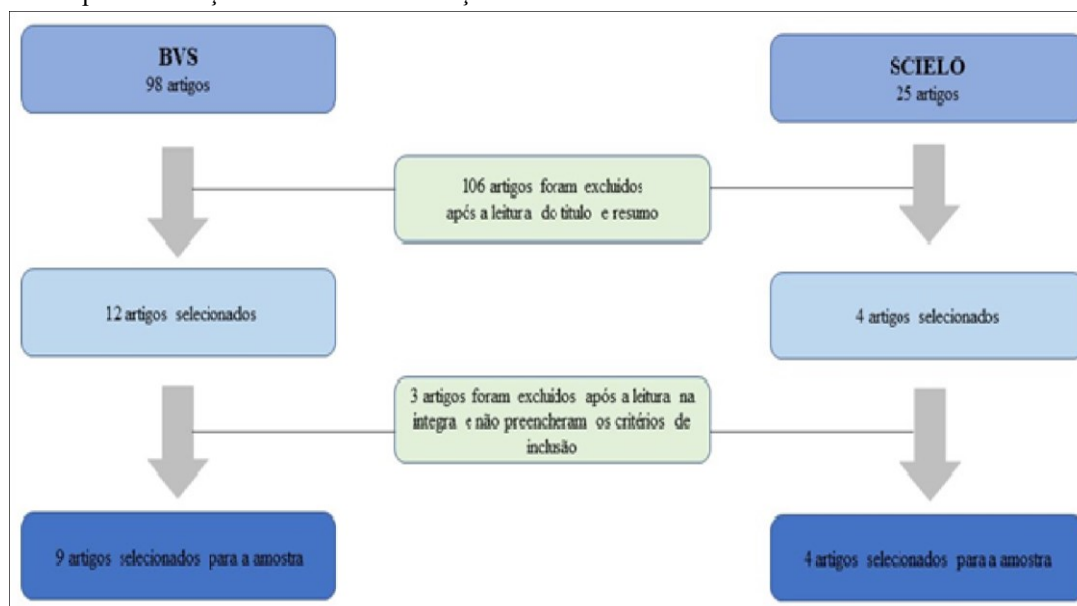 BVS
98 artigos
SCIELO
25 artigos
106 artigos foram excluidos
após a leitura do titulo e resumo
12 artigos selecionados
4 artigos selecionados
3 artigos foram excluidos após a leitura na
integra e não preencheram os critérios de
inclusão
9 artigos selecionados para a amostra
4 artigos selecionados para a amostra